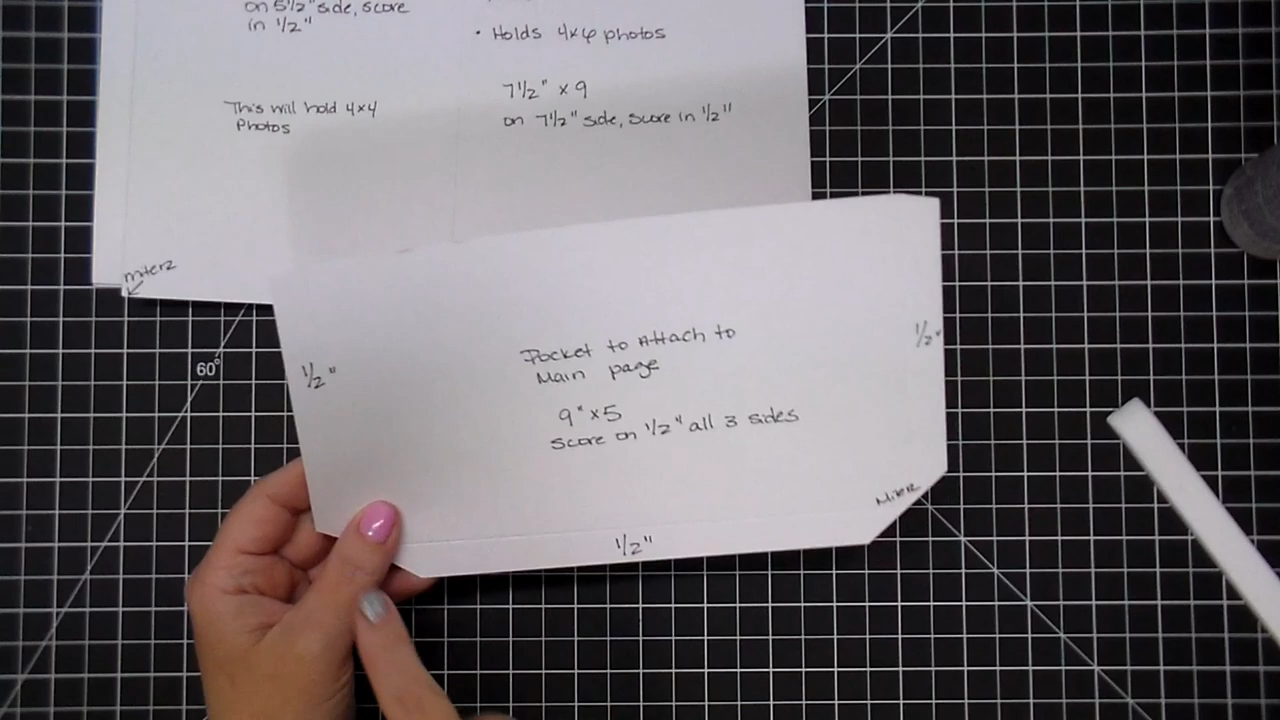 on 5½" side, score
in ½"
This will hold 4x4
Photos
• Holds 4x6 photos
7½" x 9
on 7½" side, score in ½"
miter
60°
½"
Pocket to Attach to
Main page
9" x 5
Score on ½" all 3 sides
½"
Miter
½"